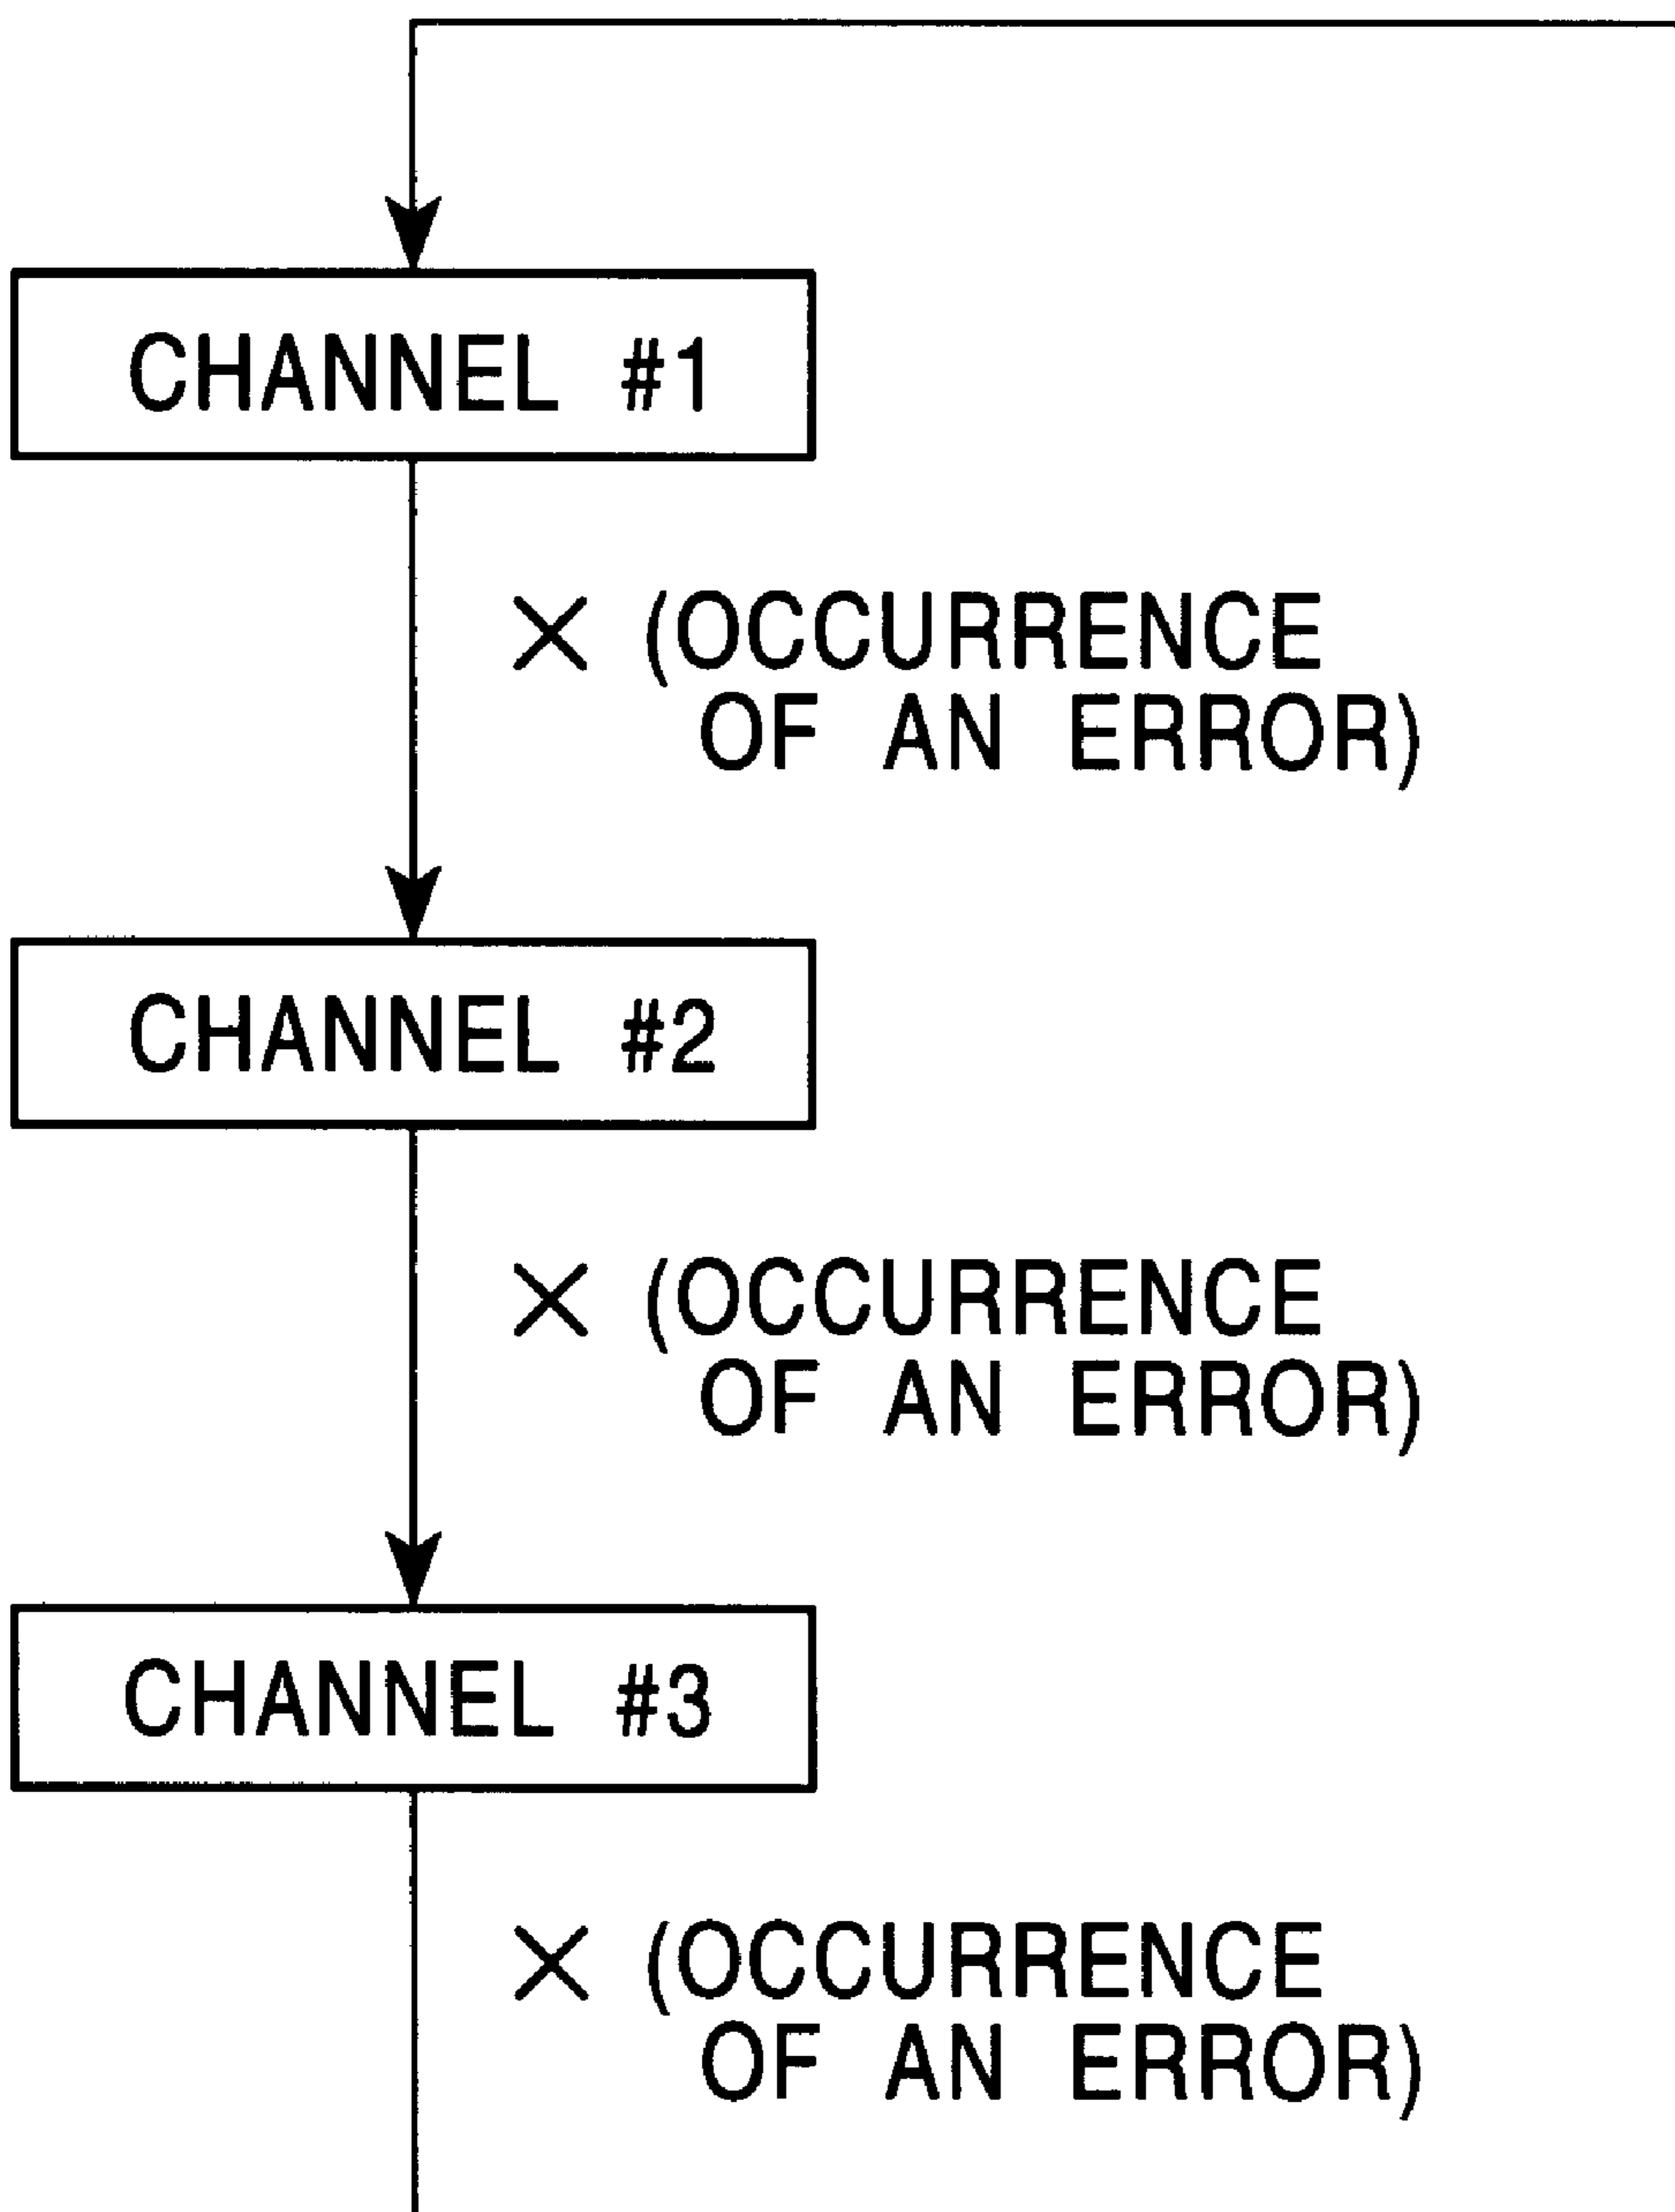 CHANNEL #1
× (OCCURRENCE
OF AN ERROR)
CHANNEL #2
× (OCCURRENCE
OF AN ERROR)
CHANNEL #3
× (OCCURRENCE
OF AN ERROR)